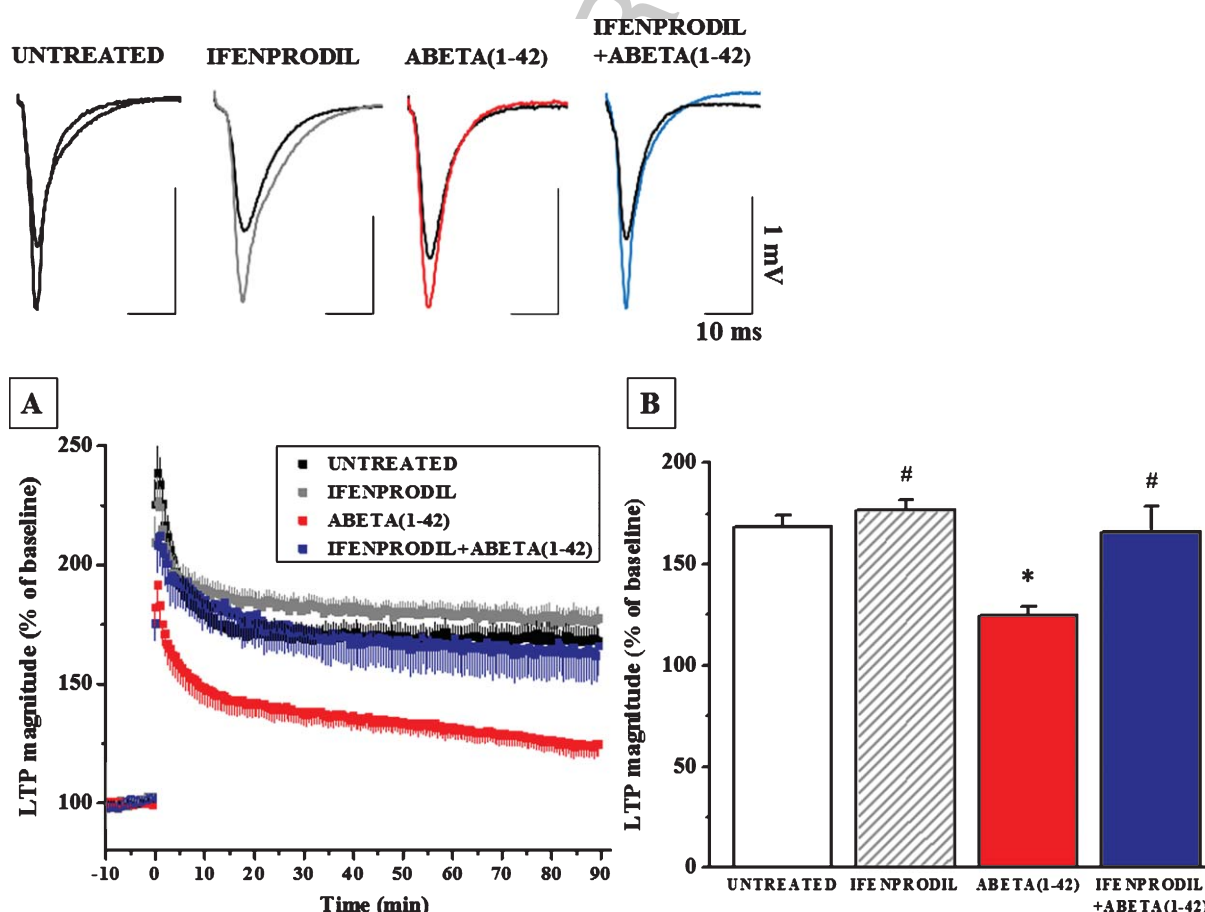 UNTREATED
IFENPRODIL
ABETA(1-42)
IFENPRODIL
+ABETA(1-42)
1 mV
10 ms
A
250
200
150
100
LTP magnitude (% of baseline)
UNTREATED
IFENPRODIL
ABETA(1-42)
IFENPRODIL+ABETA(1-42)
-10 0 10 20 30 40 50 60 70 80 90
Time (min)
B
200
150
100
50
0
LTP magnitude (% of baseline)
#
*
#
UNTREATED
IFENPRODIL
ABETA(1-42)
IFENPRODIL
+ABETA(1-42)